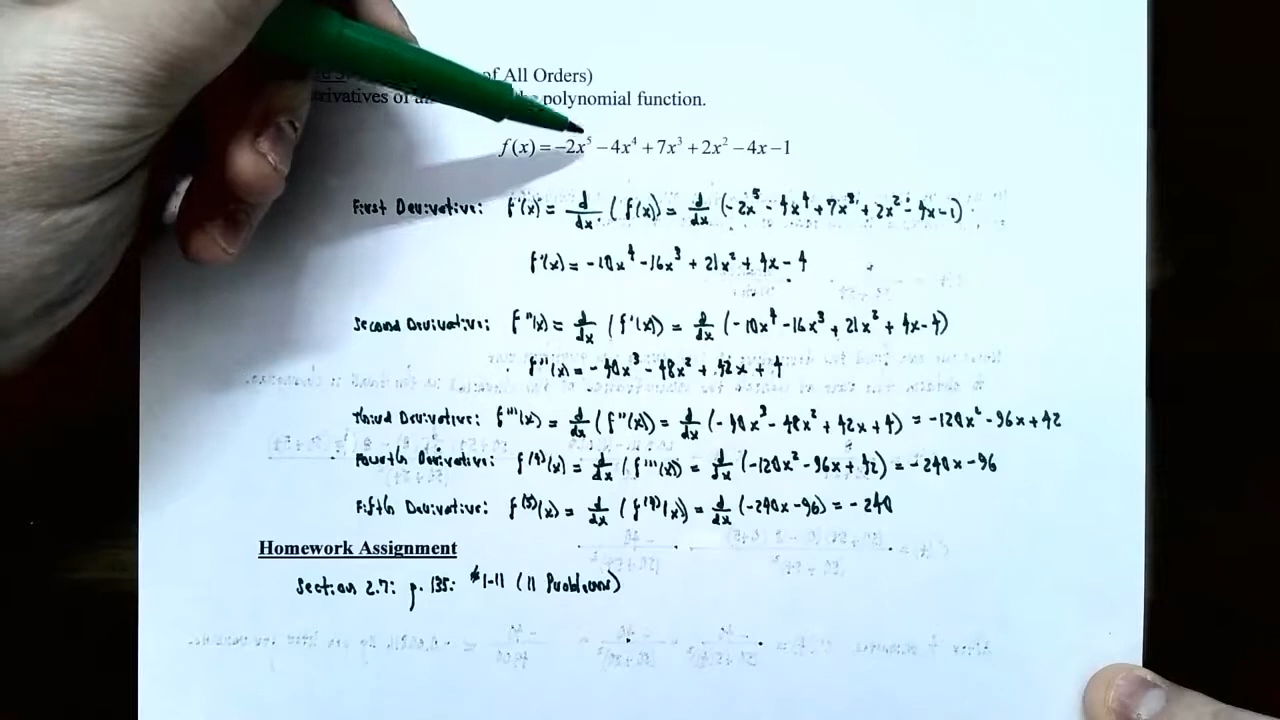 of All Orders)
polynomial function.
f(x) = −2x⁵ − 4x⁴ + 7x³ + 2x² − 4x − 1
First Derivative: f'(x) = d/dx (f(x)) = d/dx (-2x⁵ - 4x⁴ + 7x³ + 2x² - 4x - 1)
f'(x) = -10x⁴ - 16x³ + 21x² + 4x - 4
Second Derivative: f''(x) = d/dx (f'(x)) = d/dx (-10x⁴ - 16x³ + 21x² + 4x - 4)
f''(x) = -40x³ - 48x² + 42x + 4
Third Derivative: f'''(x) = d/dx (f''(x)) = d/dx (-40x³ - 48x² + 42x + 4) = -120x² - 96x + 42
Fourth Derivative: f⁽⁴⁾(x) = d/dx (f'''(x)) = d/dx (-120x² - 96x + 42) = -240x - 96
Fifth Derivative: f⁽⁵⁾(x) = d/dx (f⁽⁴⁾(x)) = d/dx (-240x - 96) = -240
Homework Assignment
Section 2.7: p. 135: #1-11 (11 Problems)